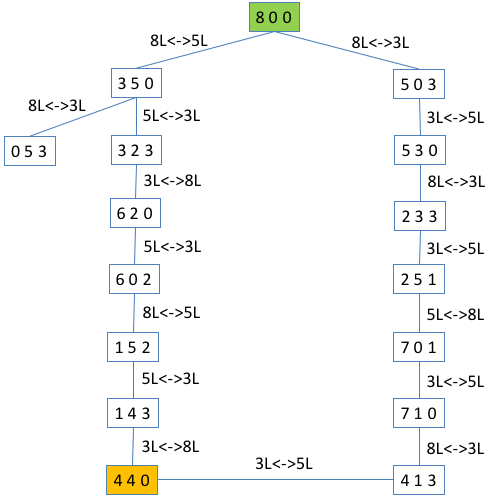 8 0 0
8L<->5L
8L<->3L
3 5 0
5 0 3
8L<->3L
5L<->3L
3L<->5L
0 5 3
3 2 3
5 3 0
3L<->8L
8L<->3L
6 2 0
2 3 3
5L<->3L
3L<->5L
6 0 2
2 5 1
8L<->5L
5L<->8L
1 5 2
7 0 1
5L<->3L
3L<->5L
1 4 3
7 1 0
3L<->8L
8L<->3L
3L<->5L
4 4 0
4 1 3